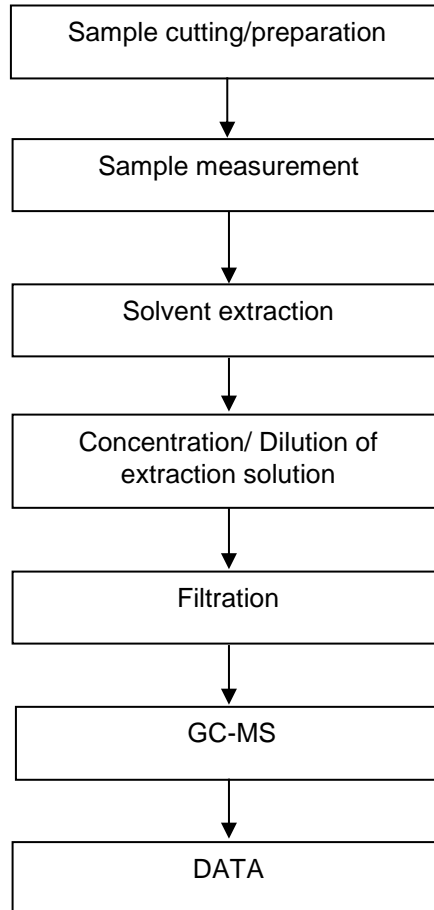 Sample cutting/preparation
Sample measurement
Solvent extraction
Concentration/ Dilution of
extraction solution
Filtration
GC-MS
DATA